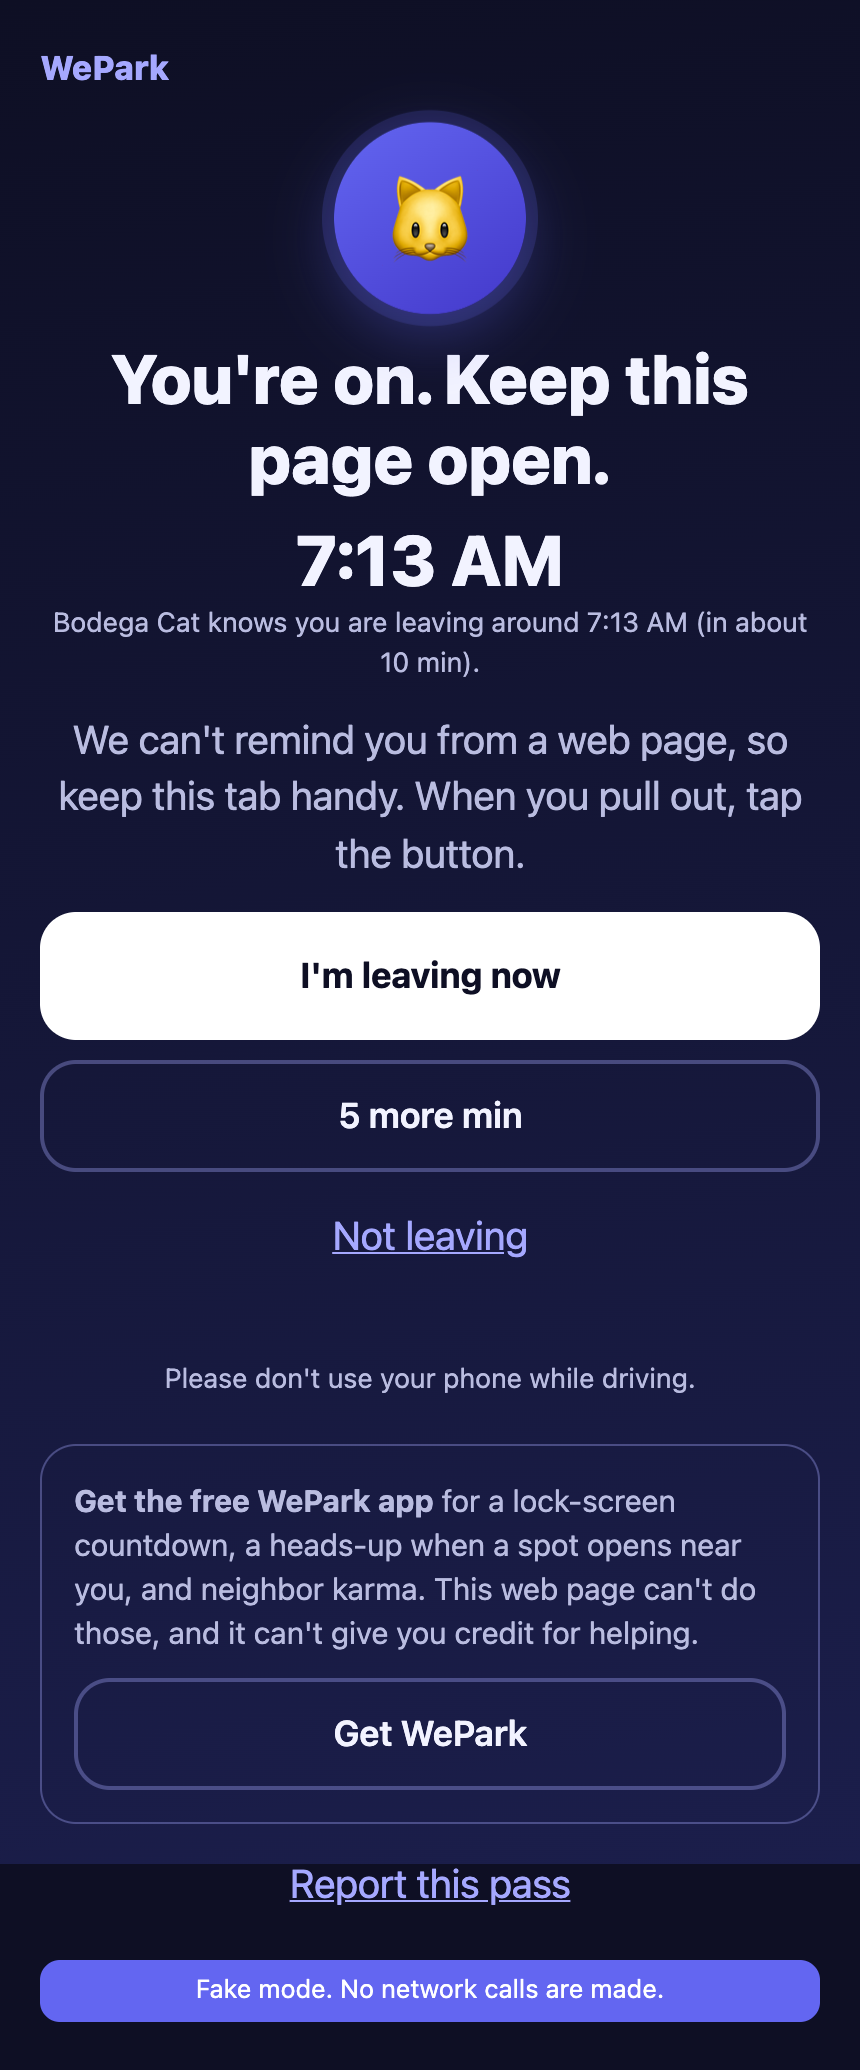 WePark
You're on. Keep this
page open.
7:13 AM
Bodega Cat knows you are leaving around 7:13 AM (in about
10 min).
We can't remind you from a web page, so
keep this tab handy. When you pull out, tap
the button.
I'm leaving now
5 more min
Not leaving
Please don't use your phone while driving.
Get the free WePark app for a lock-screen
countdown, a heads-up when a spot opens near
you, and neighbor karma. This web page can't do
those, and it can't give you credit for helping.
Get WePark
Report this pass
Fake mode. No network calls are made.